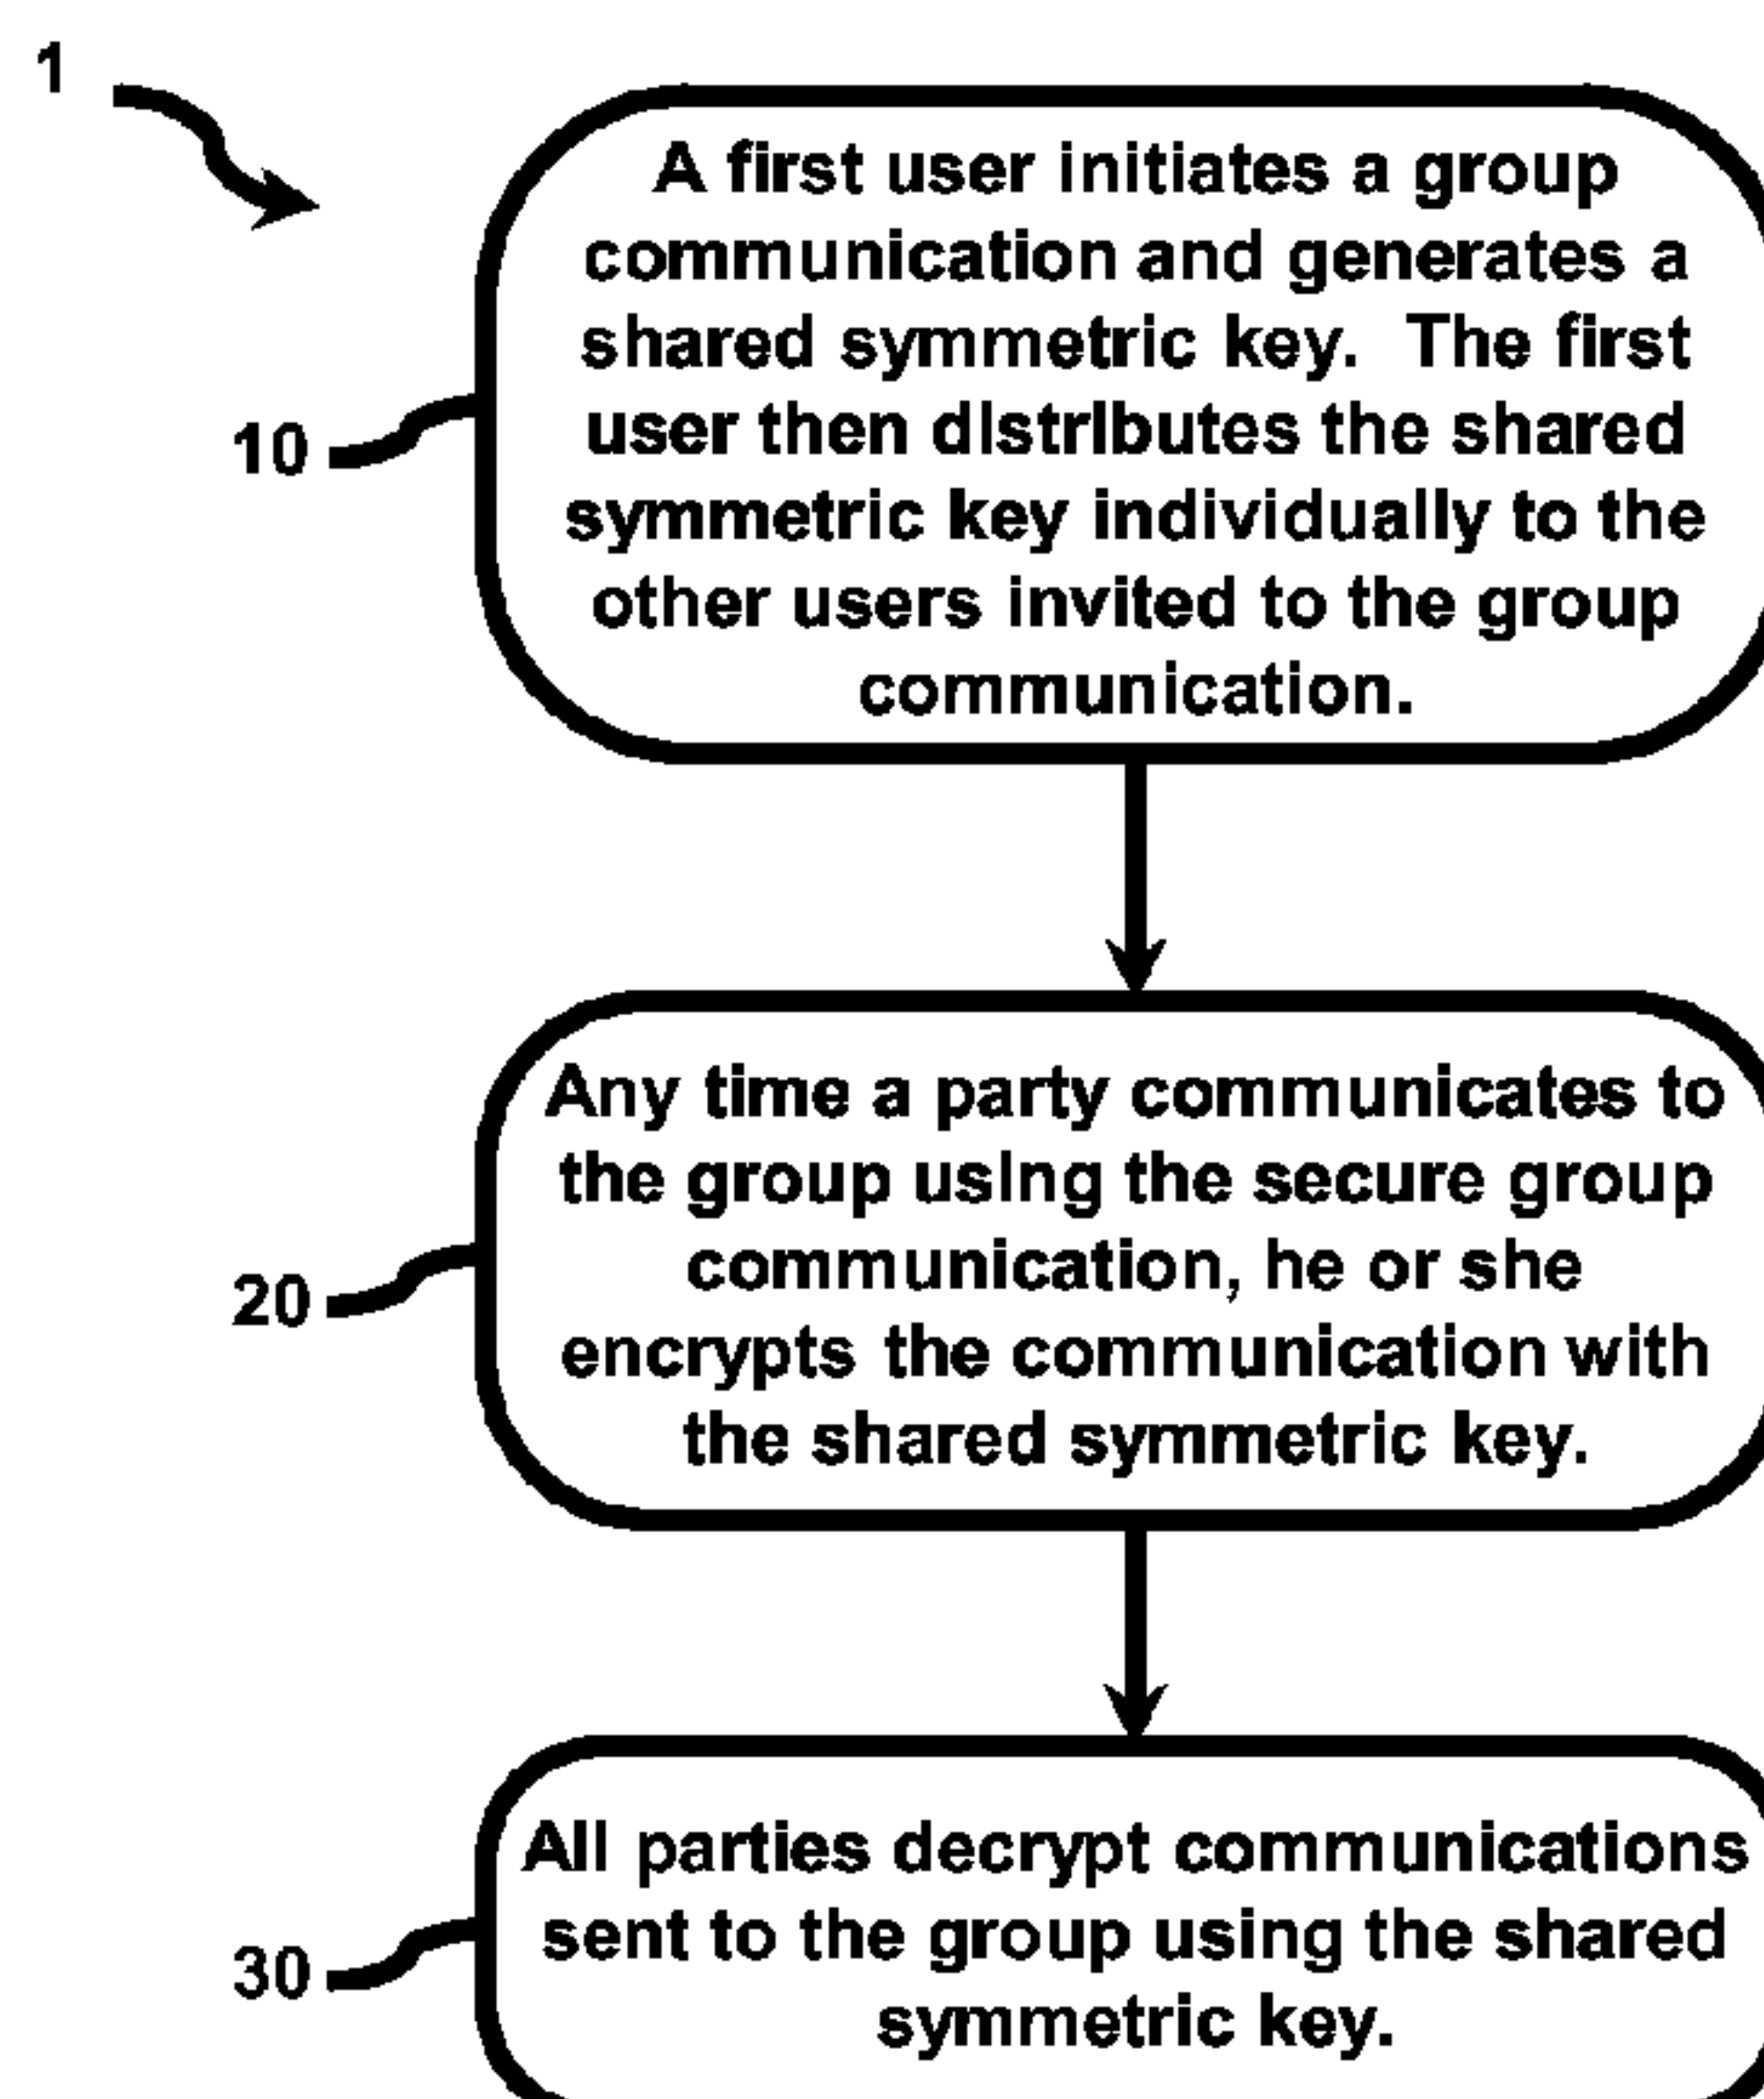 1
A first user initiates a group
communication and generates a
shared symmetric key. The first
user then distributes the shared
symmetric key individually to the
other users invited to the group
communication.
10
Any time a party communicates to
the group using the secure group
communication, he or she
encrypts the communication with
the shared symmetric key.
20
All parties decrypt communications
sent to the group using the shared
symmetric key.
30